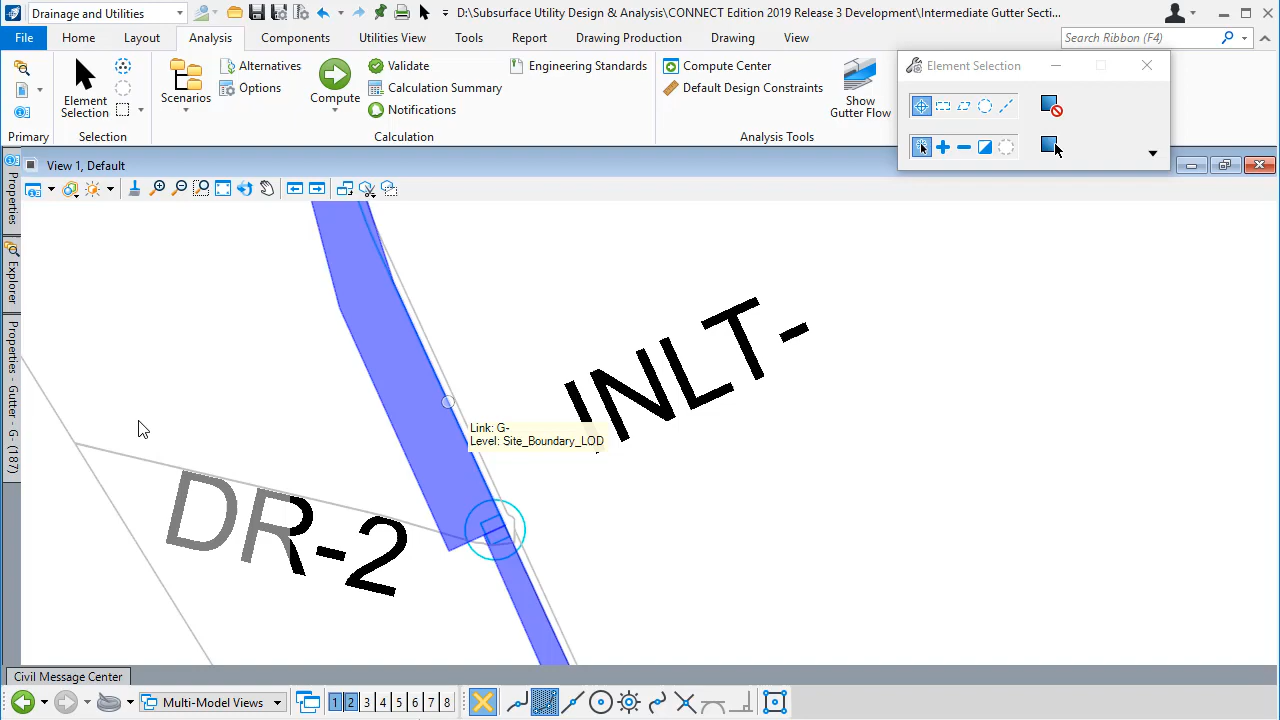 Drainage and Utilities
D:\Subsurface Utility Design & Analysis\CONNECT Edition 2019 Release 3 Development\Intermediate Gutter Secti...
File
Home
Layout
Analysis
Components
Utilities View
Tools
Report
Drawing Production
Drawing
View
Search Ribbon (F4)
Element Selection
Scenarios
Alternatives
Options
Compute
Validate
Calculation Summary
Notifications
Engineering Standards
Compute Center
Default Design Constraints
Show Gutter Flow
Primary
Selection
Calculation
Analysis Tools
Element Selection
View 1, Default
Properties
Explorer
Properties - Gutter - G- (187)
INLT-
Link: G-
Level: Site_Boundary_LOD
DR-2
Civil Message Center
Multi-Model Views
1 2 3 4 5 6 7 8